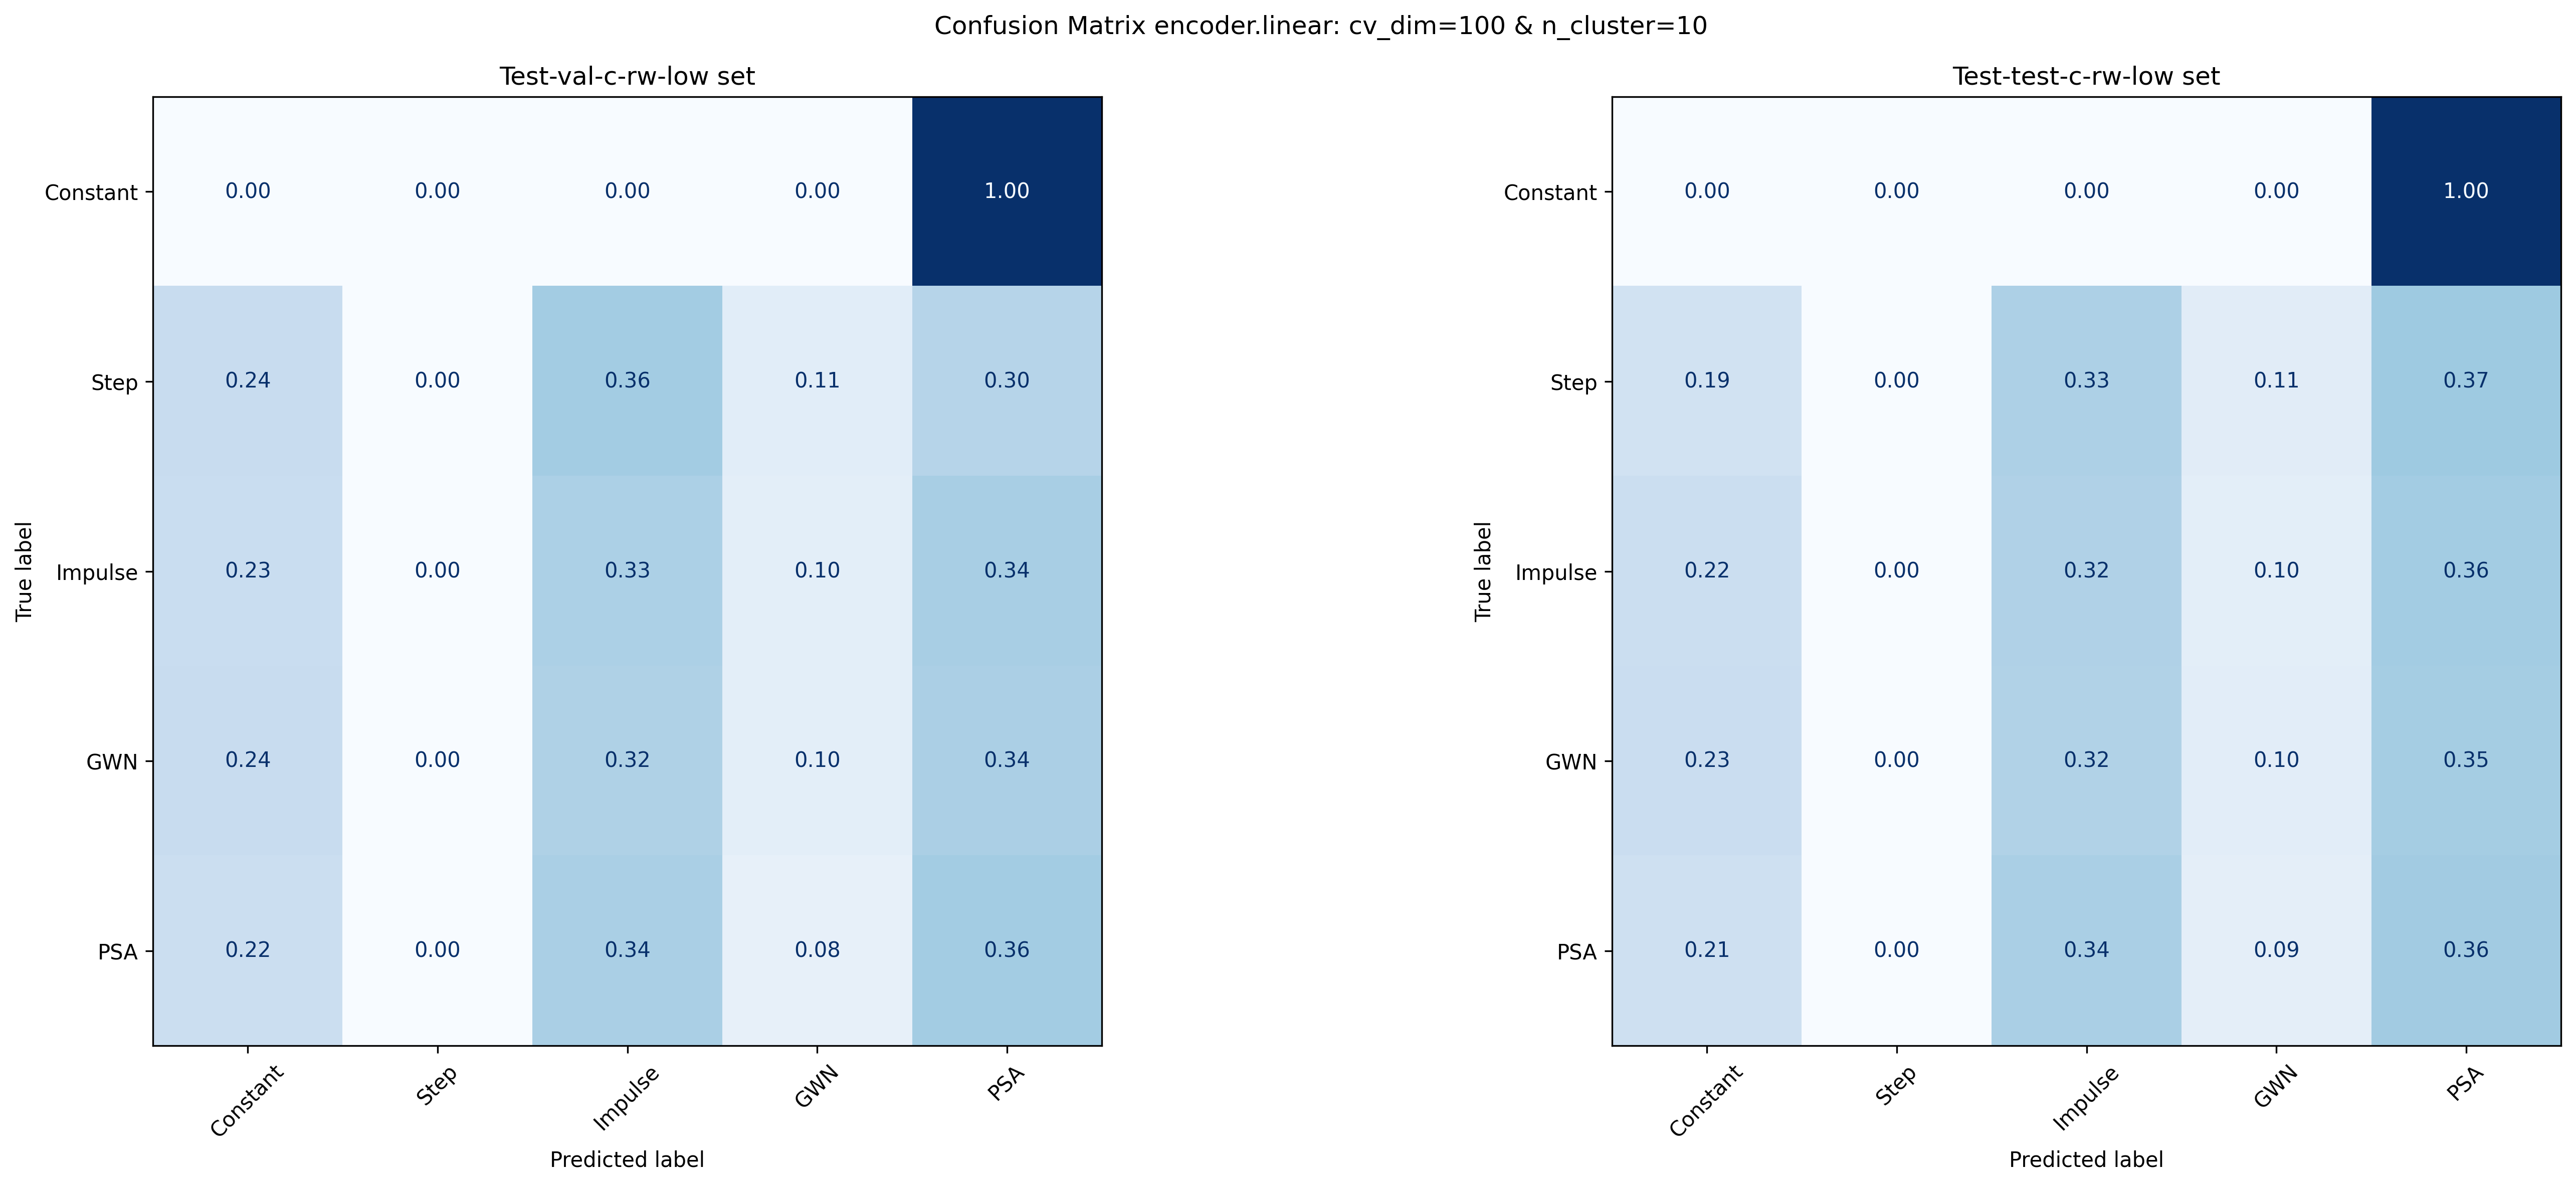 Confusion Matrix encoder.linear: cv_dim=100 & n_cluster=10
Test-val-c-rw-low set
True label
Constant 0.00 0.00 0.00 0.00 1.00
Step 0.24 0.00 0.36 0.11 0.30
Impulse 0.23 0.00 0.33 0.10 0.34
GWN 0.24 0.00 0.32 0.10 0.34
PSA 0.22 0.00 0.34 0.08 0.36
Constant Step Impulse GWN PSA
Predicted label
Test-test-c-rw-low set
True label
Constant 0.00 0.00 0.00 0.00 1.00
Step 0.19 0.00 0.33 0.11 0.37
Impulse 0.22 0.00 0.32 0.10 0.36
GWN 0.23 0.00 0.32 0.10 0.35
PSA 0.21 0.00 0.34 0.09 0.36
Constant Step Impulse GWN PSA
Predicted label